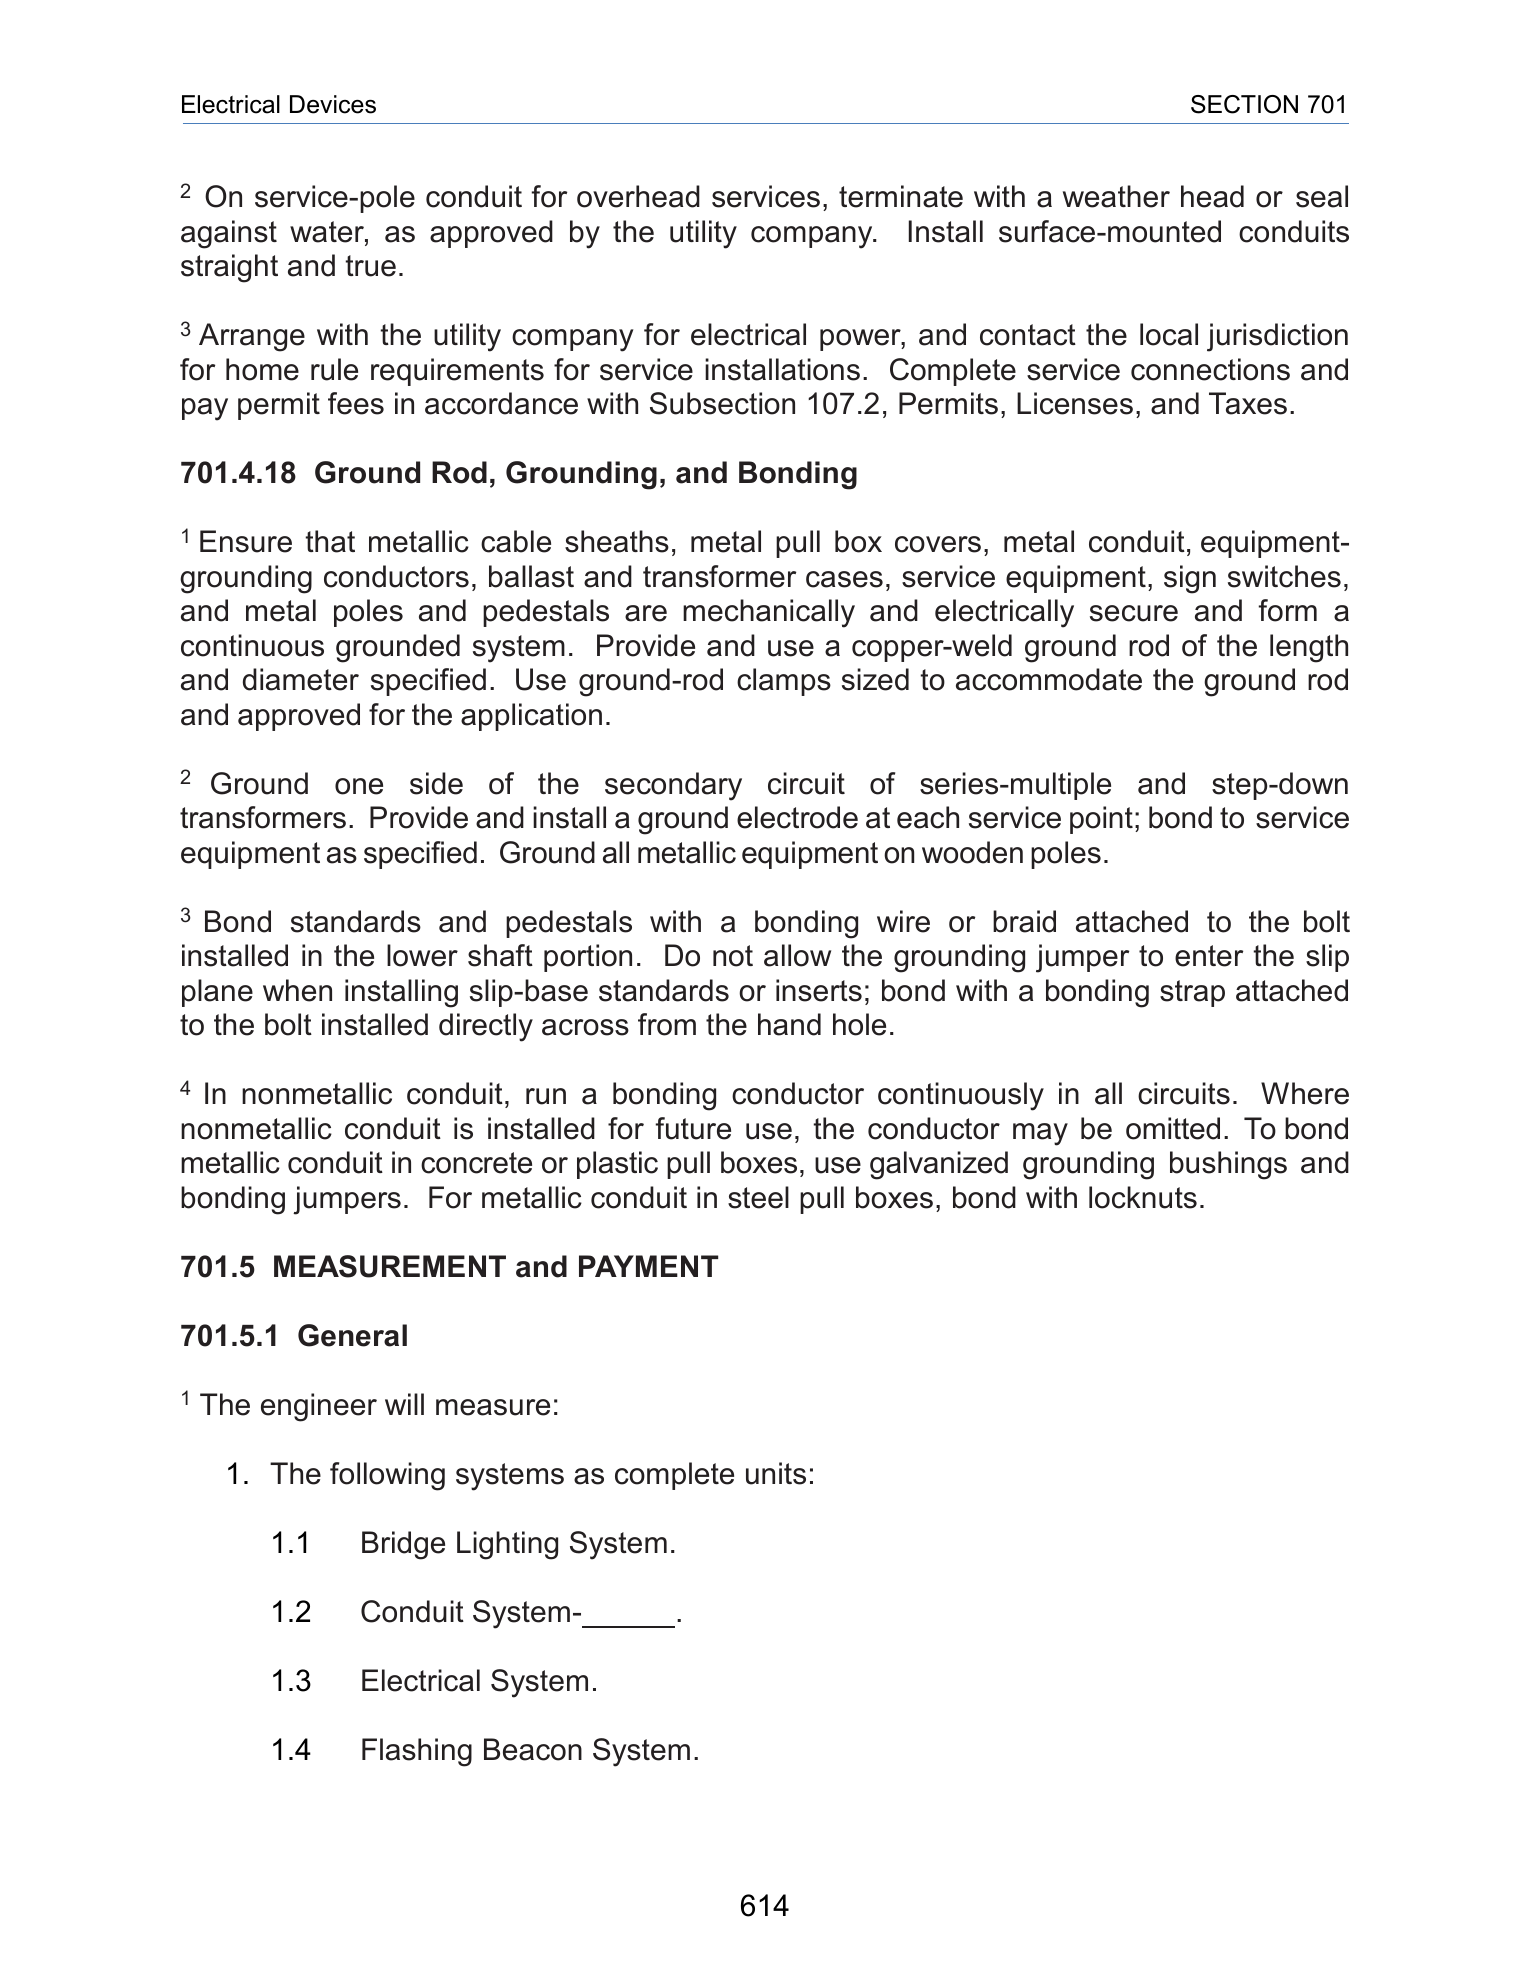 Electrical Devices SECTION 701
2 On service-pole conduit for overhead services, terminate with a weather head or seal
against water, as approved by the utility company. Install surface-mounted conduits
straight and true.
3 Arrange with the utility company for electrical power, and contact the local jurisdiction
for home rule requirements for service installations. Complete service connections and
pay permit fees in accordance with Subsection 107.2, Permits, Licenses, and Taxes.
701.4.18 Ground Rod, Grounding, and Bonding
1 Ensure that metallic cable sheaths, metal pull box covers, metal conduit, equipment-
grounding conductors, ballast and transformer cases, service equipment, sign switches,
and metal poles and pedestals are mechanically and electrically secure and form a
continuous grounded system. Provide and use a copper-weld ground rod of the length
and diameter specified. Use ground-rod clamps sized to accommodate the ground rod
and approved for the application.
2 Ground one side of the secondary circuit of series-multiple and step-down
transformers. Provide and install a ground electrode at each service point; bond to service
equipment as specified. Ground all metallic equipment on wooden poles.
3 Bond standards and pedestals with a bonding wire or braid attached to the bolt
installed in the lower shaft portion. Do not allow the grounding jumper to enter the slip
plane when installing slip-base standards or inserts; bond with a bonding strap attached
to the bolt installed directly across from the hand hole.
4 In nonmetallic conduit, run a bonding conductor continuously in all circuits. Where
nonmetallic conduit is installed for future use, the conductor may be omitted. To bond
metallic conduit in concrete or plastic pull boxes, use galvanized grounding bushings and
bonding jumpers. For metallic conduit in steel pull boxes, bond with locknuts.
701.5 MEASUREMENT and PAYMENT
701.5.1 General
1 The engineer will measure:
1. The following systems as complete units:
1.1 Bridge Lighting System.
1.2 Conduit System-______.
1.3 Electrical System.
1.4 Flashing Beacon System.
614